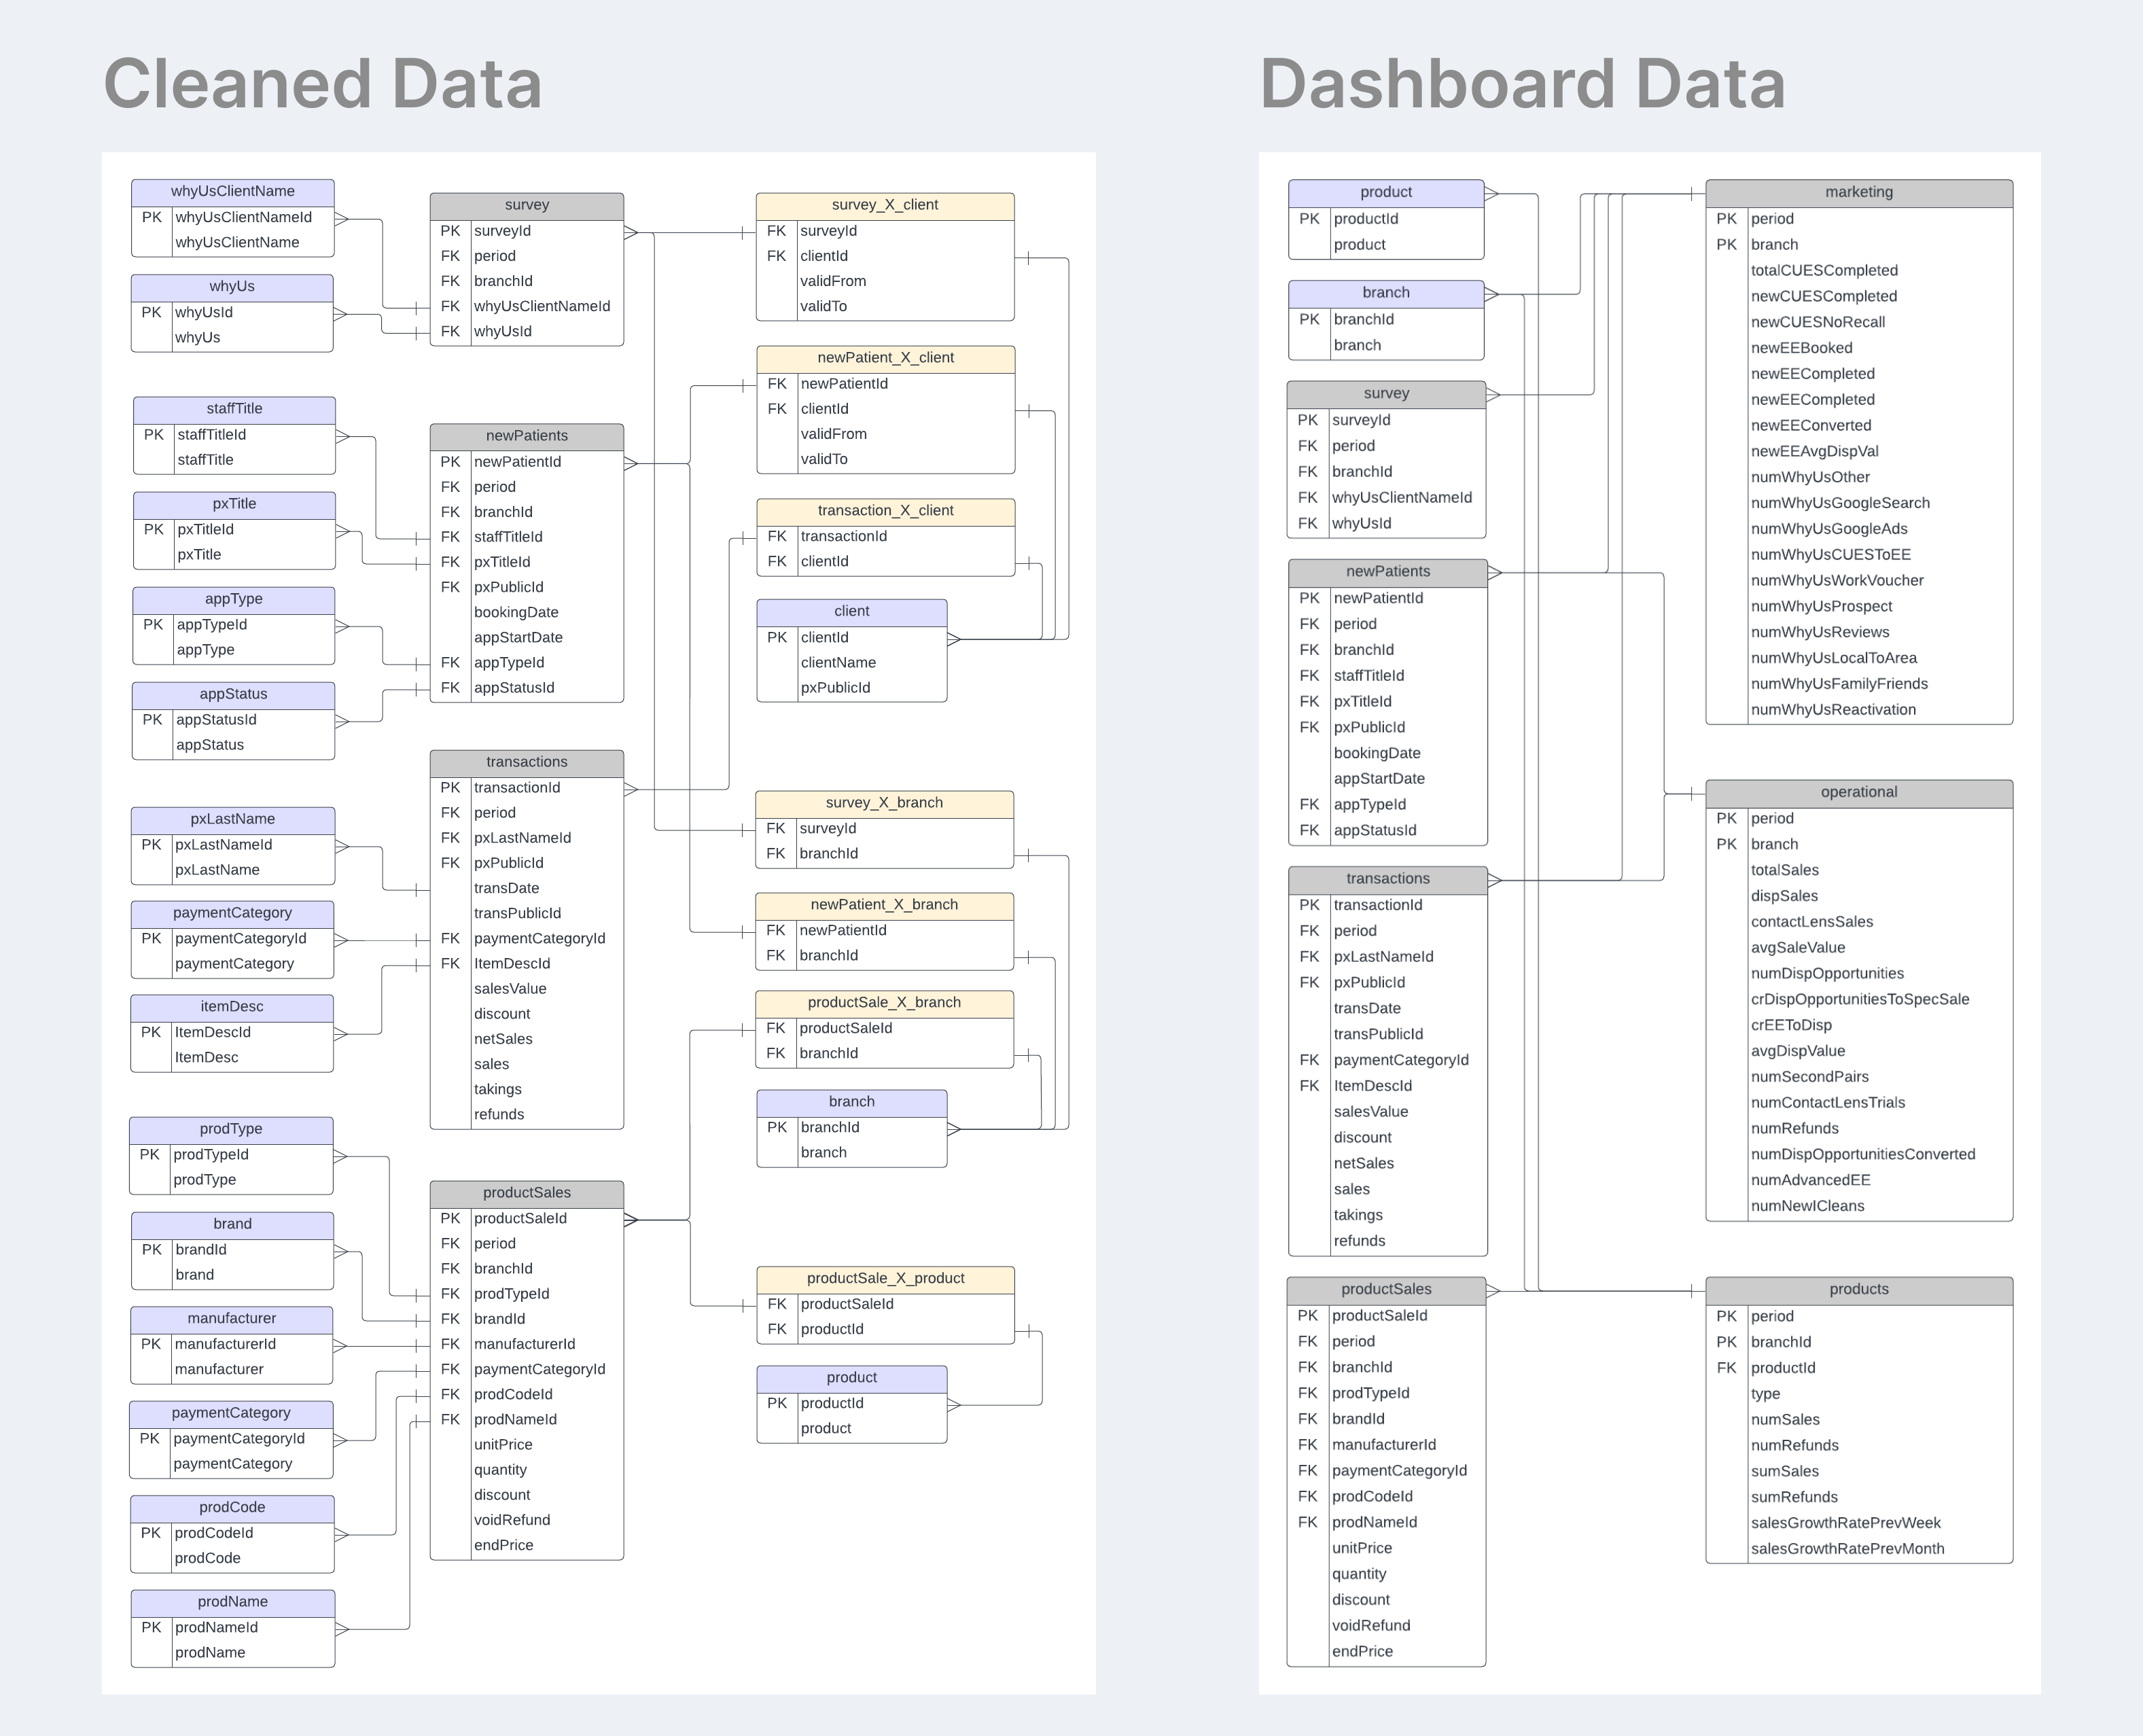 Cleaned Data
whyUsClientName
PK whyUsClientNameId
whyUsClientName
whyUs
PK whyUsId
whyUs
staffTitle
PK staffTitleId
staffTitle
pxTitle
PK pxTitleId
pxTitle
appType
PK appTypeId
appType
appStatus
PK appStatusId
appStatus
pxLastName
PK pxLastNameId
pxLastName
paymentCategory
PK paymentCategoryId
paymentCategory
itemDesc
PK ItemDescId
ItemDesc
prodType
PK prodTypeId
prodType
brand
PK brandId
brand
manufacturer
PK manufacturerId
manufacturer
paymentCategory
PK paymentCategoryId
paymentCategory
prodCode
PK prodCodeId
prodCode
prodName
PK prodNameId
prodName
survey
PK surveyId
FK period
FK branchId
FK whyUsClientNameId
FK whyUsId
newPatients
PK newPatientId
FK period
FK branchId
FK staffTitleId
FK pxTitleId
FK pxPublicId
bookingDate
appStartDate
FK appTypeId
FK appStatusId
transactions
PK transactionId
FK period
FK pxLastNameId
FK pxPublicId
transDate
transPublicId
FK paymentCategoryId
FK ItemDescId
salesValue
discount
netSales
sales
takings
refunds
productSales
PK productSaleId
FK period
FK branchId
FK prodTypeId
FK brandId
FK manufacturerId
FK paymentCategoryId
FK prodCodeId
FK prodNameId
unitPrice
quantity
discount
voidRefund
endPrice
survey_X_client
FK surveyId
FK clientId
validFrom
validTo
newPatient_X_client
FK newPatientId
FK clientId
validFrom
validTo
transaction_X_client
FK transactionId
FK clientId
client
PK clientId
clientName
pxPublicId
survey_X_branch
FK surveyId
FK branchId
newPatient_X_branch
FK newPatientId
FK branchId
productSale_X_branch
FK productSaleId
FK branchId
branch
PK branchId
branch
productSale_X_product
FK productSaleId
FK productId
product
PK productId
product
Dashboard Data
product
PK productId
product
branch
PK branchId
branch
survey
PK surveyId
FK period
FK branchId
FK whyUsClientNameId
FK whyUsId
newPatients
PK newPatientId
FK period
FK branchId
FK staffTitleId
FK pxTitleId
FK pxPublicId
bookingDate
appStartDate
FK appTypeId
FK appStatusId
transactions
PK transactionId
FK period
FK pxLastNameId
FK pxPublicId
transDate
transPublicId
FK paymentCategoryId
FK ItemDescId
salesValue
discount
netSales
sales
takings
refunds
productSales
PK productSaleId
FK period
FK branchId
FK prodTypeId
FK brandId
FK manufacturerId
FK paymentCategoryId
FK prodCodeId
FK prodNameId
unitPrice
quantity
discount
voidRefund
endPrice
marketing
PK period
PK branch
totalCUESCompleted
newCUESCompleted
newCUESNoRecall
newEEBooked
newEECompleted
newEECompleted
newEEConverted
newEEAvgDispVal
numWhyUsOther
numWhyUsGoogleSearch
numWhyUsGoogleAds
numWhyUsCUESToEE
numWhyUsWorkVoucher
numWhyUsProspect
numWhyUsReviews
numWhyUsLocalToArea
numWhyUsFamilyFriends
numWhyUsReactivation
operational
PK period
PK branch
totalSales
dispSales
contactLensSales
avgSaleValue
numDispOpportunities
crDispOpportunitiesToSpecSale
crEEToDisp
avgDispValue
numSecondPairs
numContactLensTrials
numRefunds
numDispOpportunitiesConverted
numAdvancedEE
numNewICleans
products
PK period
PK branchId
FK productId
type
numSales
numRefunds
sumSales
sumRefunds
salesGrowthRatePrevWeek
salesGrowthRatePrevMonth